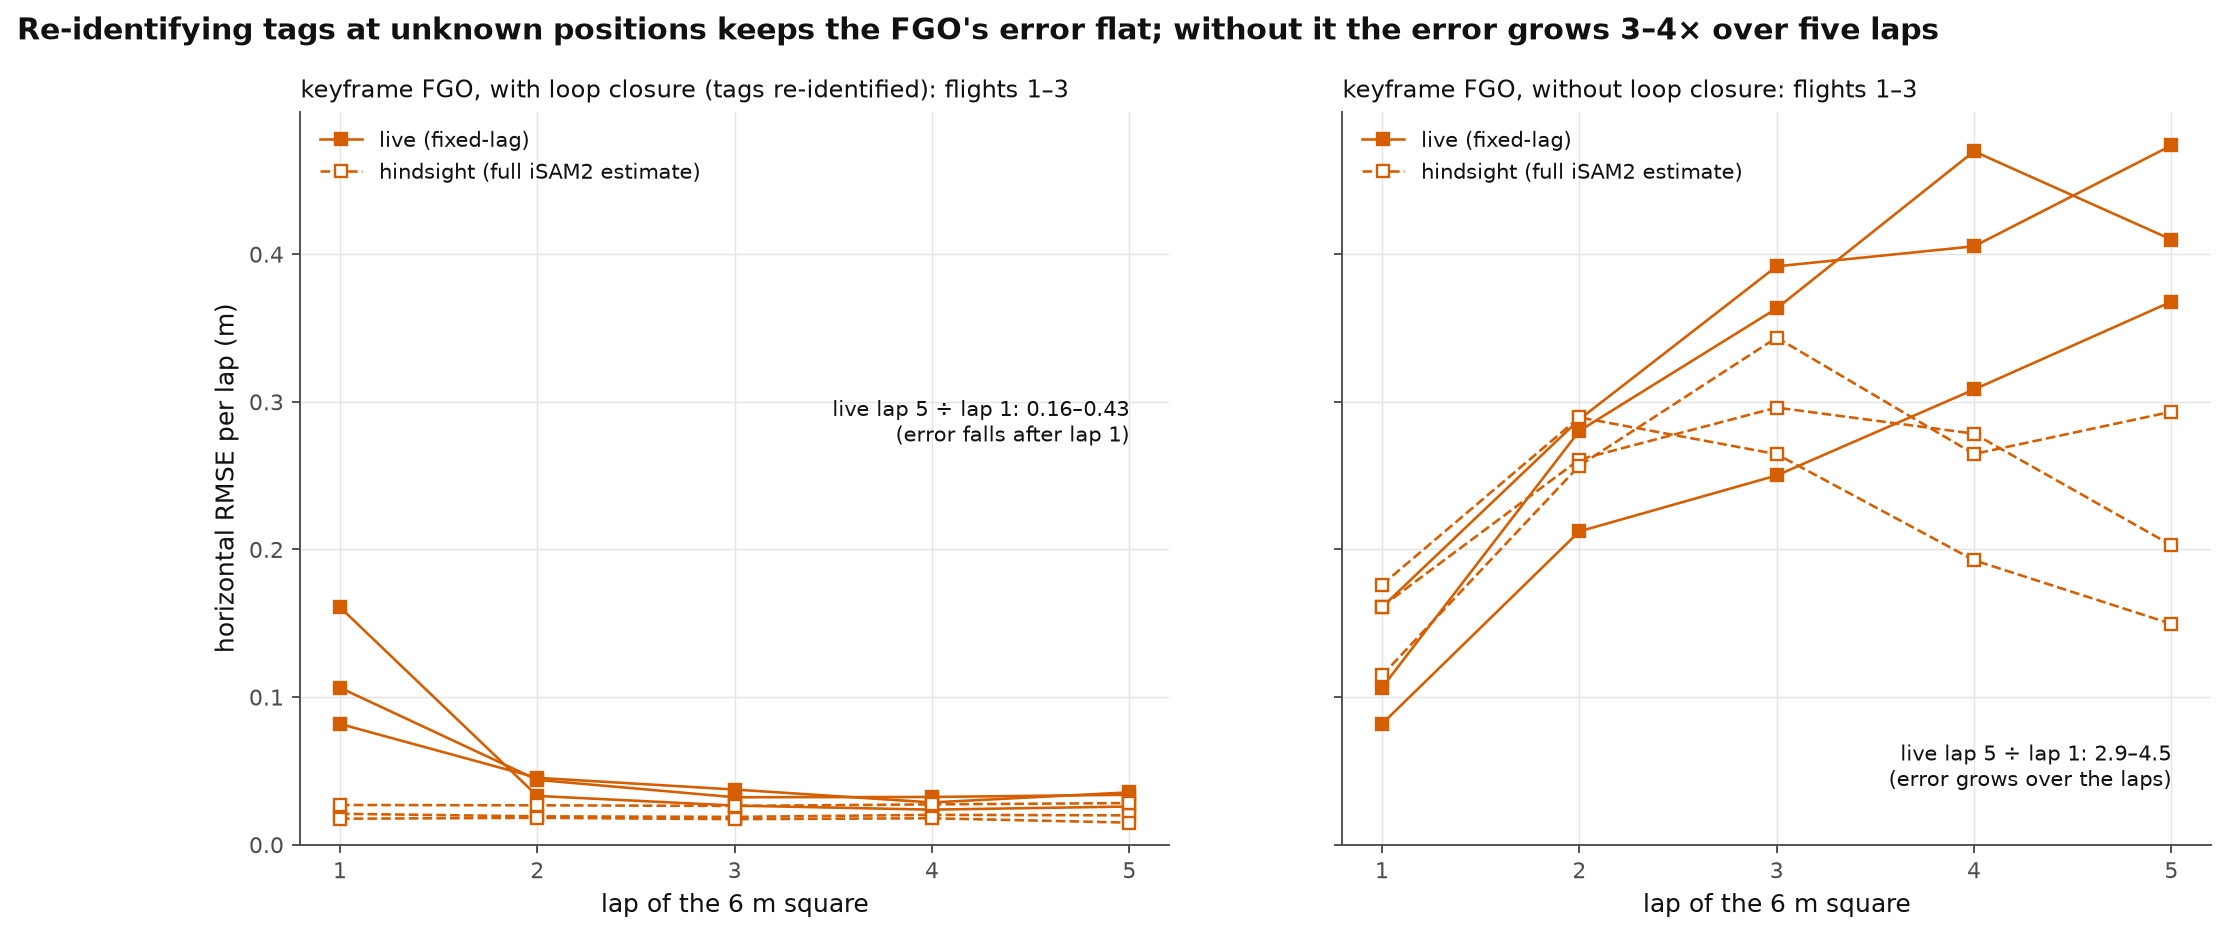 Re-identifying tags at unknown positions keeps the FGO's error flat; without it the error grows 3–4× over five laps
keyframe FGO, with loop closure (tags re-identified): flights 1–3
live (fixed-lag)
hindsight (full iSAM2 estimate)
live lap 5 ÷ lap 1: 0.16–0.43
(error falls after lap 1)
horizontal RMSE per lap (m)
0.4
0.3
0.2
0.1
0.0
1 2 3 4 5
lap of the 6 m square
keyframe FGO, without loop closure: flights 1–3
live (fixed-lag)
hindsight (full iSAM2 estimate)
live lap 5 ÷ lap 1: 2.9–4.5
(error grows over the laps)
1 2 3 4 5
lap of the 6 m square